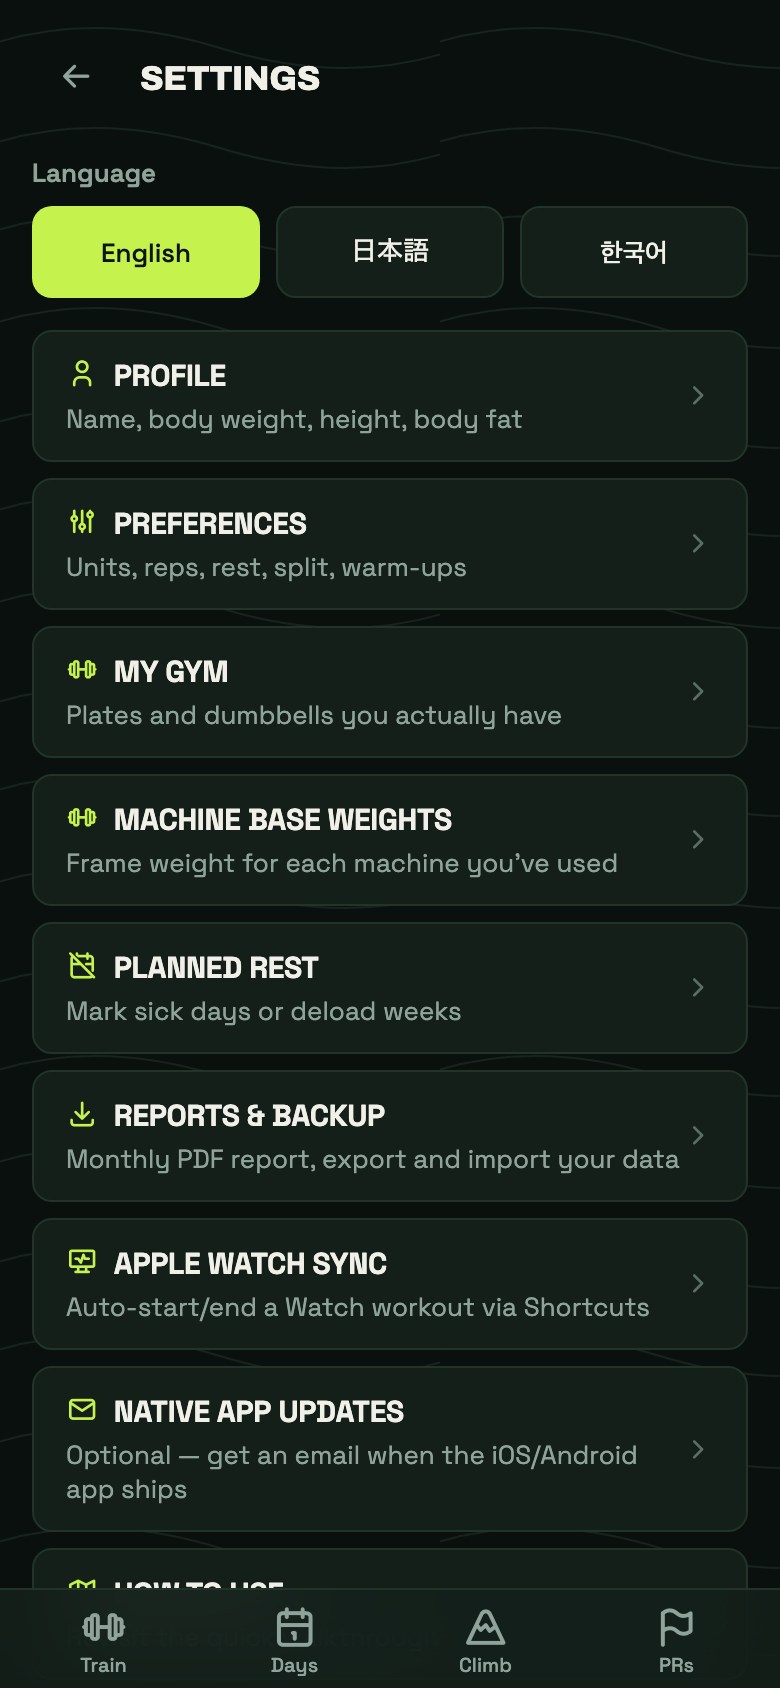 SETTINGS
Language
English
日本語
한국어
PROFILE
Name, body weight, height, body fat
PREFERENCES
Units, reps, rest, split, warm-ups
MY GYM
Plates and dumbbells you actually have
MACHINE BASE WEIGHTS
Frame weight for each machine you've used
PLANNED REST
Mark sick days or deload weeks
REPORTS & BACKUP
Monthly PDF report, export and import your data
APPLE WATCH SYNC
Auto-start/end a Watch workout via Shortcuts
NATIVE APP UPDATES
Optional — get an email when the iOS/Android
app ships
HOW TO USE
Train
Days
Climb
PRs